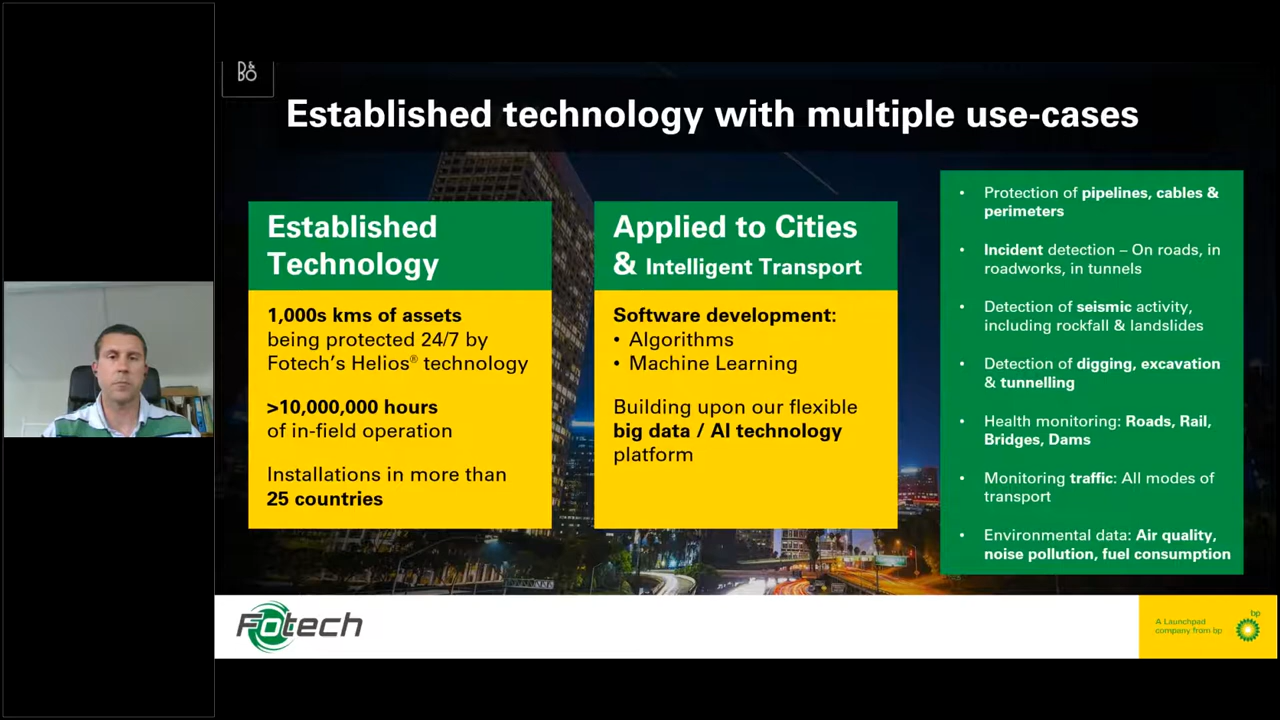 B&
BO
Established technology with multiple use-cases
Established
Technology
1,000s kms of assets
being protected 24/7 by
Fotech's Helios® technology
>10,000,000 hours
of in-field operation
Installations in more than
25 countries
Applied to Cities
& Intelligent Transport
Software development:
• Algorithms
• Machine Learning
Building upon our flexible
big data / AI technology
platform
• Protection of pipelines, cables &
perimeters
• Incident detection – On roads, in
roadworks, in tunnels
• Detection of seismic activity,
including rockfall & landslides
• Detection of digging, excavation
& tunnelling
• Health monitoring: Roads, Rail,
Bridges, Dams
• Monitoring traffic: All modes of
transport
• Environmental data: Air quality,
noise pollution, fuel consumption
Fotech
A Launchpad
company from bp
bp